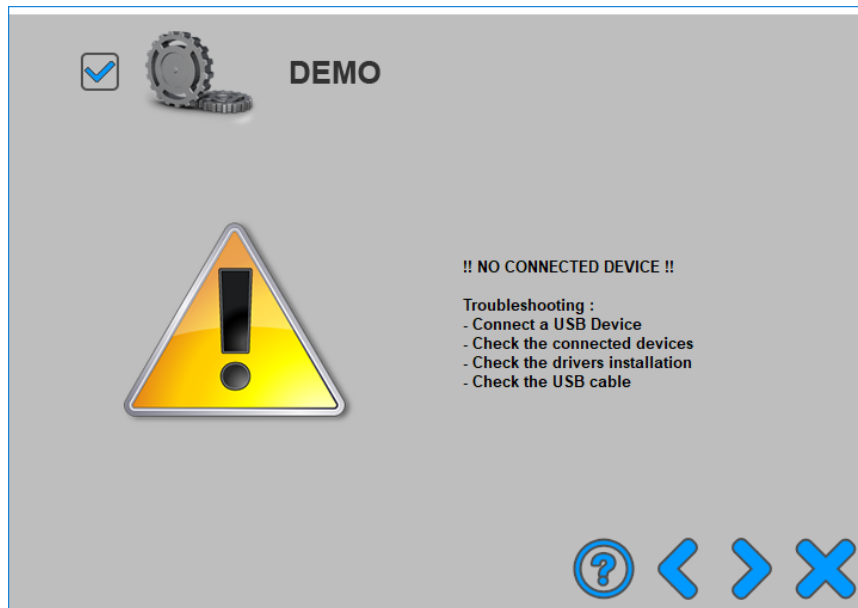 DEMO
!! NO CONNECTED DEVICE !!
Troubleshooting :
- Connect a USB Device
- Check the connected devices
- Check the drivers installation
- Check the USB cable